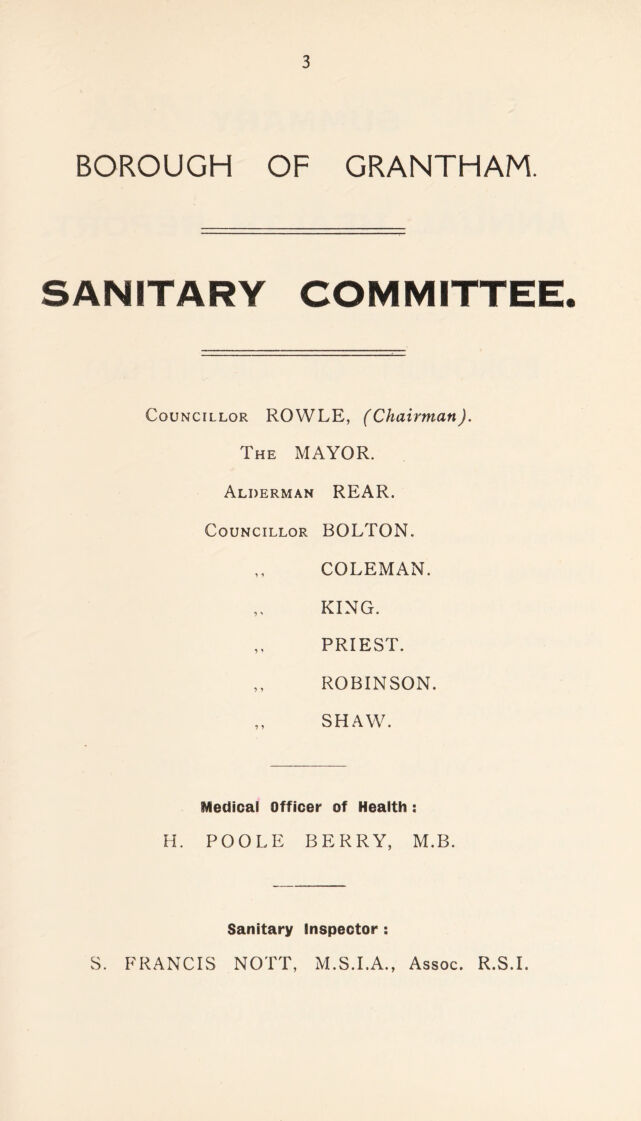 3
BOROUGH OF GRANTHAM.
SANITARY COMMITTEE.
COUNCILLOR ROWLE, (Chairman).
THE MAYOR.
ALDERMAN REAR.
COUNCILLOR BOLTON.
,, COLEMAN.
,, KING.
,, PRIEST.
,, ROBINSON.
,, SHAW.
Medical Officer of Health :
H. POOLE BERRY, M.B.
Sanitary Inspector :
S. FRANCIS NOTT, M.S.I.A., Assoc. R.S.I.